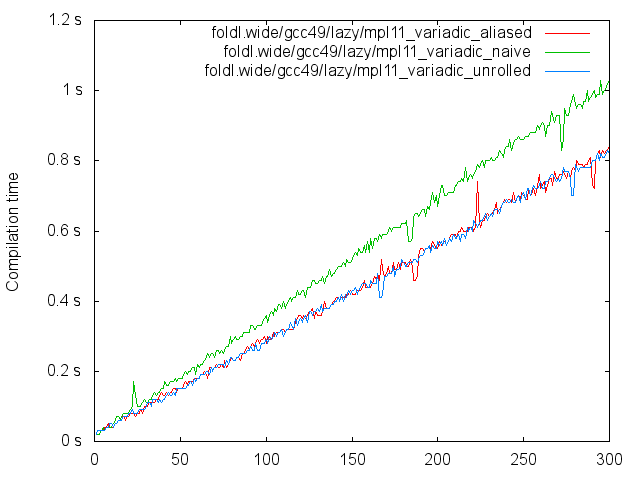 1.2 s
1 s
0.8 s
0.6 s
0.4 s
0.2 s
0 s
Compilation time
foldl.wide/gcc49/lazy/mpl11_variadic_aliased
foldl.wide/gcc49/lazy/mpl11_variadic_naive
foldl.wide/gcc49/lazy/mpl11_variadic_unrolled
0 50 100 150 200 250 300